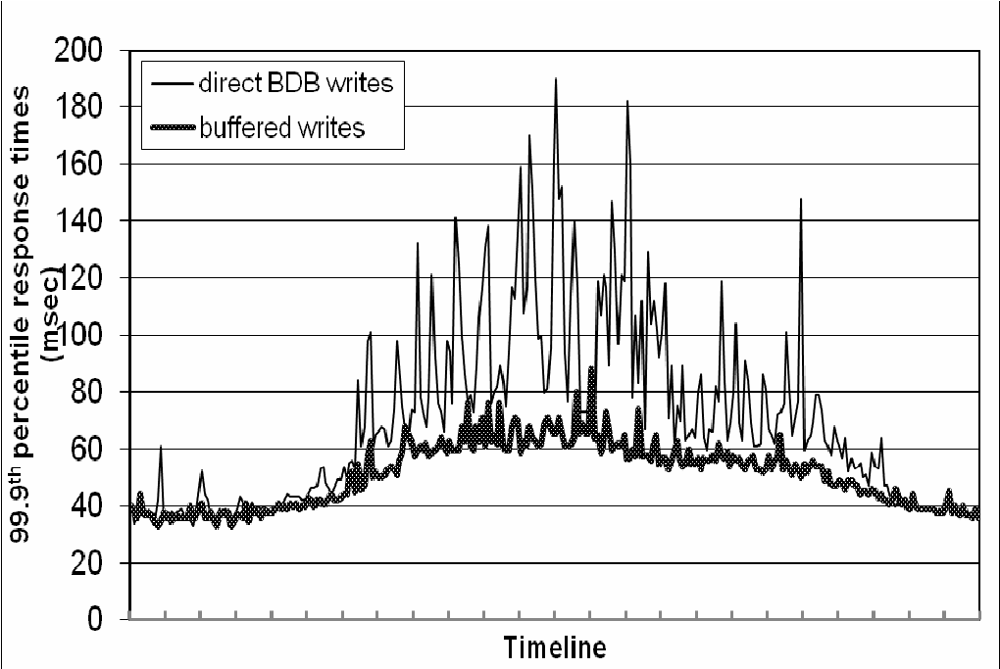 99.9th percentile response times
(msec)
200
180
160
140
120
100
80
60
40
20
0
direct BDB writes
buffered writes
Timeline